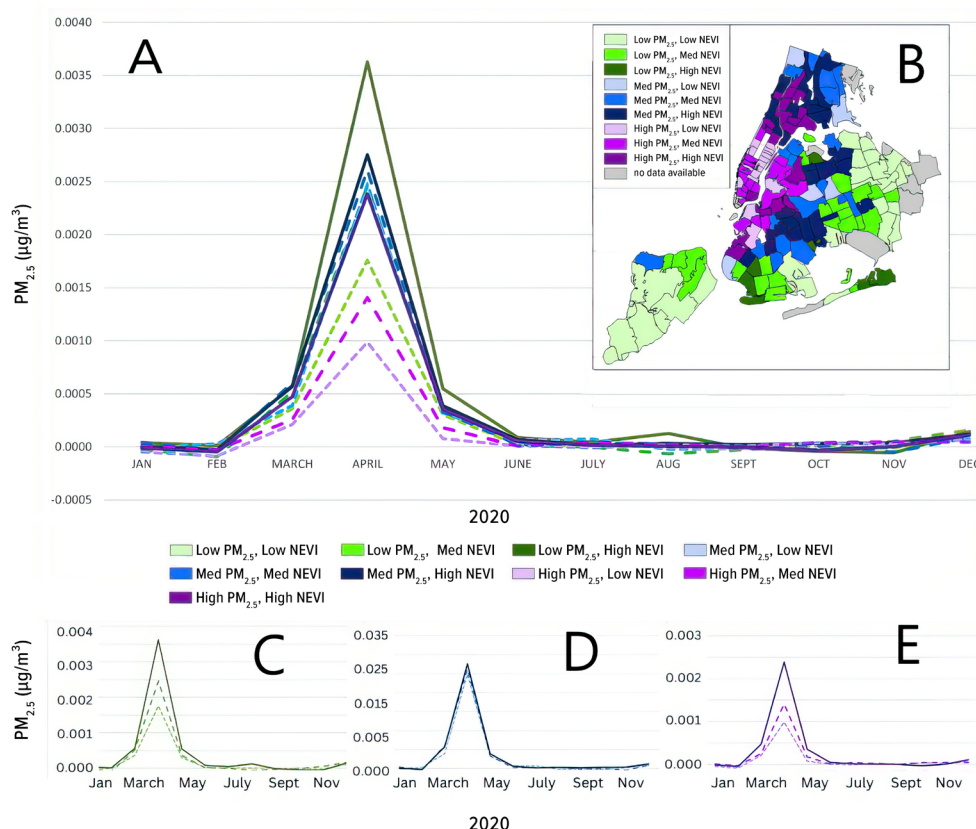 0.0040
0.0035
0.0030
0.0025
0.0020
0.0015
0.0010
0.0005
0.0000
-0.0005
PM2.5 (µg/m³)
A
JAN FEB MARCH APRIL MAY JUNE JULY AUG SEPT OCT NOV DEC
2020
B
Low PM2.5, Low NEVI
Low PM2.5, Med NEVI
Low PM2.5, High NEVI
Med PM2.5, Low NEVI
Med PM2.5, Med NEVI
Med PM2.5, High NEVI
High PM2.5, Low NEVI
High PM2.5, Med NEVI
High PM2.5, High NEVI
no data available
Low PM2.5, Low NEVI Low PM2.5, Med NEVI Low PM2.5, High NEVI Med PM2.5, Low NEVI
Med PM2.5, Med NEVI Med PM2.5, High NEVI High PM2.5, Low NEVI High PM2.5, Med NEVI
High PM2.5, High NEVI
PM2.5 (µg/m³)
0.004
0.003
0.002
0.001
0.000
C
Jan March May July Sept Nov
0.035
0.025
0.015
0.000
D
Jan March May July Sept Nov
0.003
0.002
0.001
0.000
E
Jan March May July Sept Nov
2020